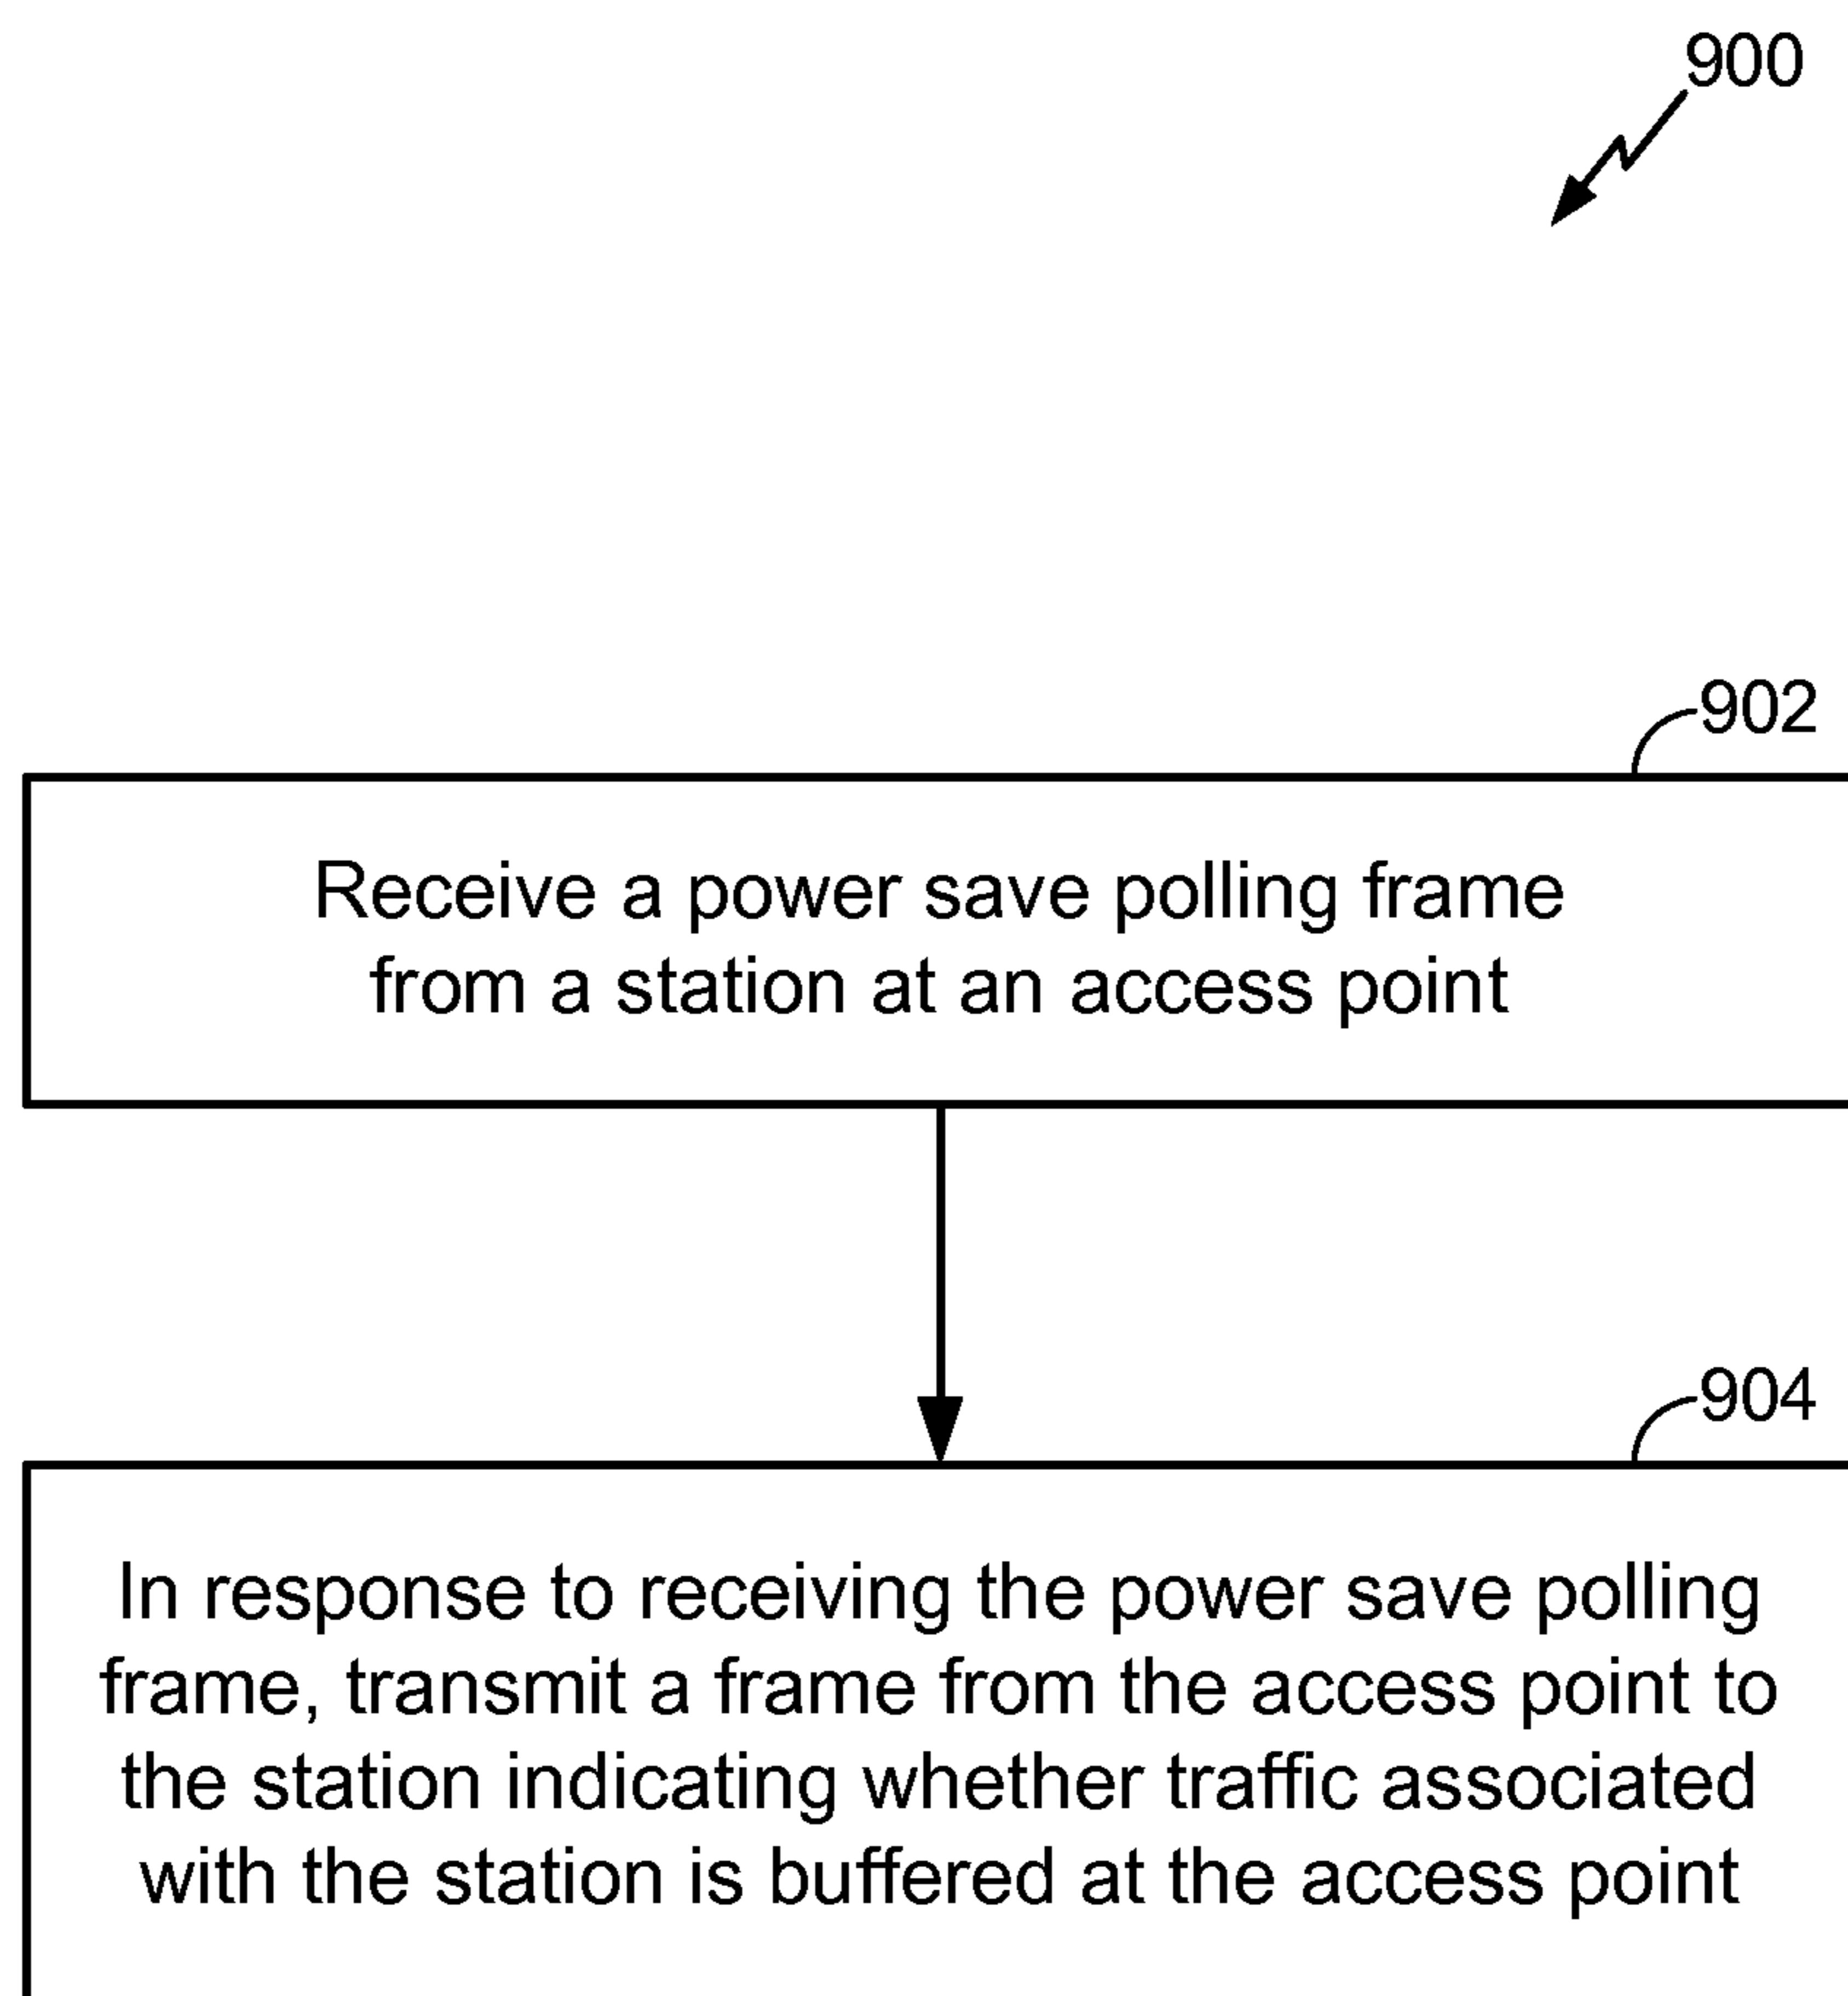 900
902
Receive a power save polling frame
from a station at an access point
904
In response to receiving the power save polling
frame, transmit a frame from the access point to
the station indicating whether traffic associated
with the station is buffered at the access point